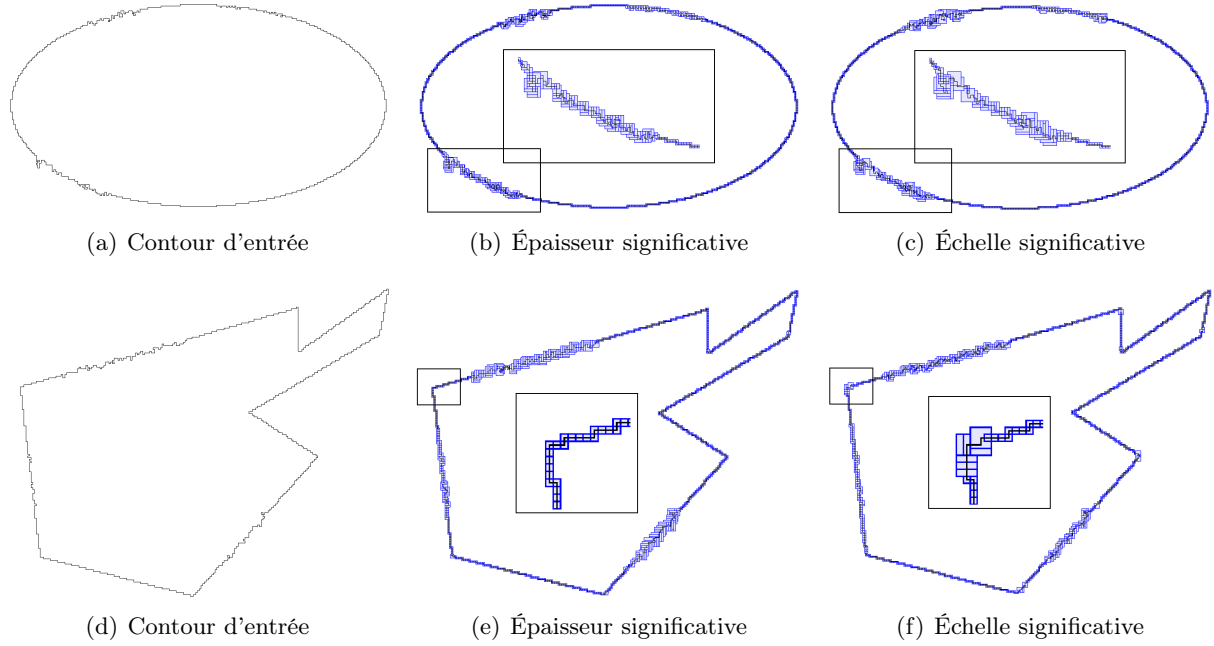 (a) Contour d'entrée
(b) Épaisseur significative
(c) Échelle significative
(d) Contour d'entrée
(e) Épaisseur significative
(f) Échelle significative